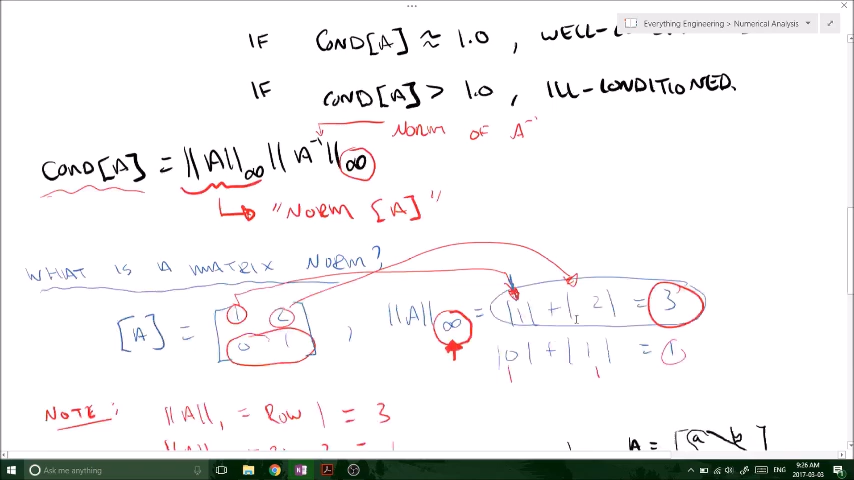 Everything Engineering > Numerical Analysis
IF COND[A] ≈ 1.0 ,
IF COND[A] > 1.0 , ILL-CONDITIONED.
NORM OF A⁻¹
COND[A] = ||A||∞ ||A⁻¹||∞
"NORM [A]"
WHAT IS A MATRIX NORM?
[A] = [1 2
0 1] , ||A||∞ = |1| + |2| = 3
|0| + |1| = 1
NOTE: ||A||₁ = ROW 1 = 3
A = [a b]
Ask me anything
9:26 AM
2017-03-03